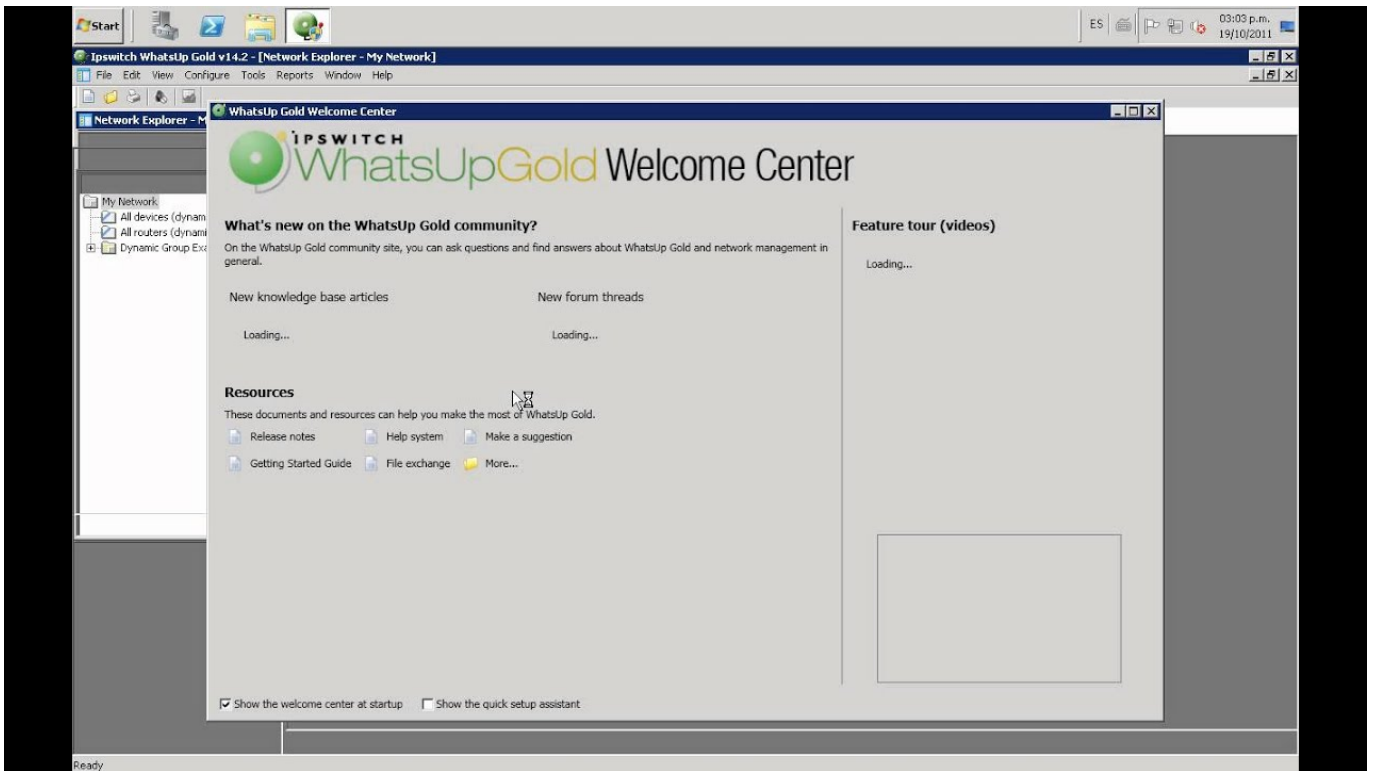 Start
ES
03:03 p.m.
19/10/2011
Ipswitch WhatsUp Gold v14.2 - [Network Explorer - My Network]
File Edit View Configure Tools Reports Window Help
Network Explorer - M
WhatsUp Gold Welcome Center
IPSWITCH
WhatsUpGold Welcome Center
My Network
All devices (dynam
All routers (dynami
Dynamic Group Exa
What's new on the WhatsUp Gold community?
On the WhatsUp Gold community site, you can ask questions and find answers about WhatsUp Gold and network management in
general.
New knowledge base articles
New forum threads
Loading...
Loading...
Resources
These documents and resources can help you make the most of WhatsUp Gold.
Release notes Help system Make a suggestion
Getting Started Guide File exchange More...
Feature tour (videos)
Loading...
Show the welcome center at startup Show the quick setup assistant
Ready